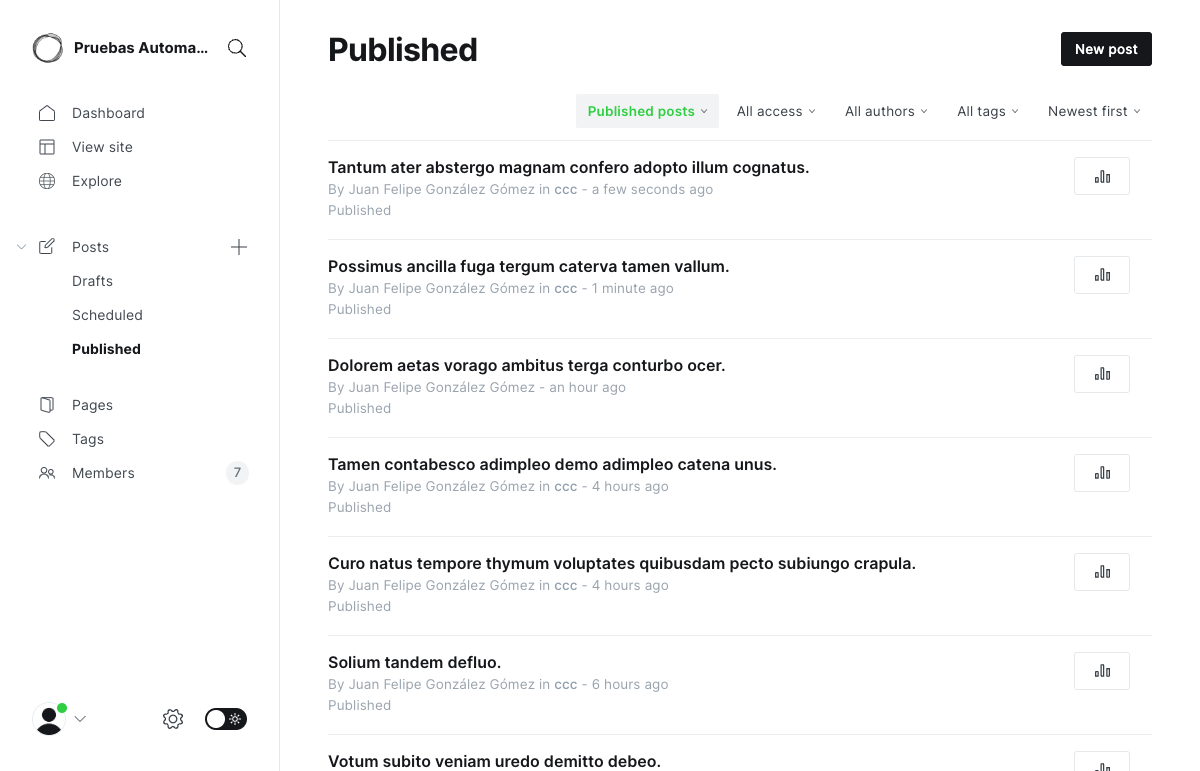 Pruebas Automa...
Dashboard
View site
Explore
Posts
Drafts
Scheduled
Published
Pages
Tags
Members
7
Published
New post
Published posts
All access
All authors
All tags
Newest first
Tantum ater abstergo magnam confero adopto illum cognatus.
By Juan Felipe González Gómez in ccc - a few seconds ago
Published
Possimus ancilla fuga tergum caterva tamen vallum.
By Juan Felipe González Gómez in ccc - 1 minute ago
Published
Dolorem aetas vorago ambitus terga conturbo ocer.
By Juan Felipe González Gómez - an hour ago
Published
Tamen contabesco adimpleo demo adimpleo catena unus.
By Juan Felipe González Gómez in ccc - 4 hours ago
Published
Curo natus tempore thymum voluptates quibusdam pecto subiungo crapula.
By Juan Felipe González Gómez in ccc - 4 hours ago
Published
Solium tandem defluo.
By Juan Felipe González Gómez in ccc - 6 hours ago
Published
Votum subito veniam uredo demitto debeo.